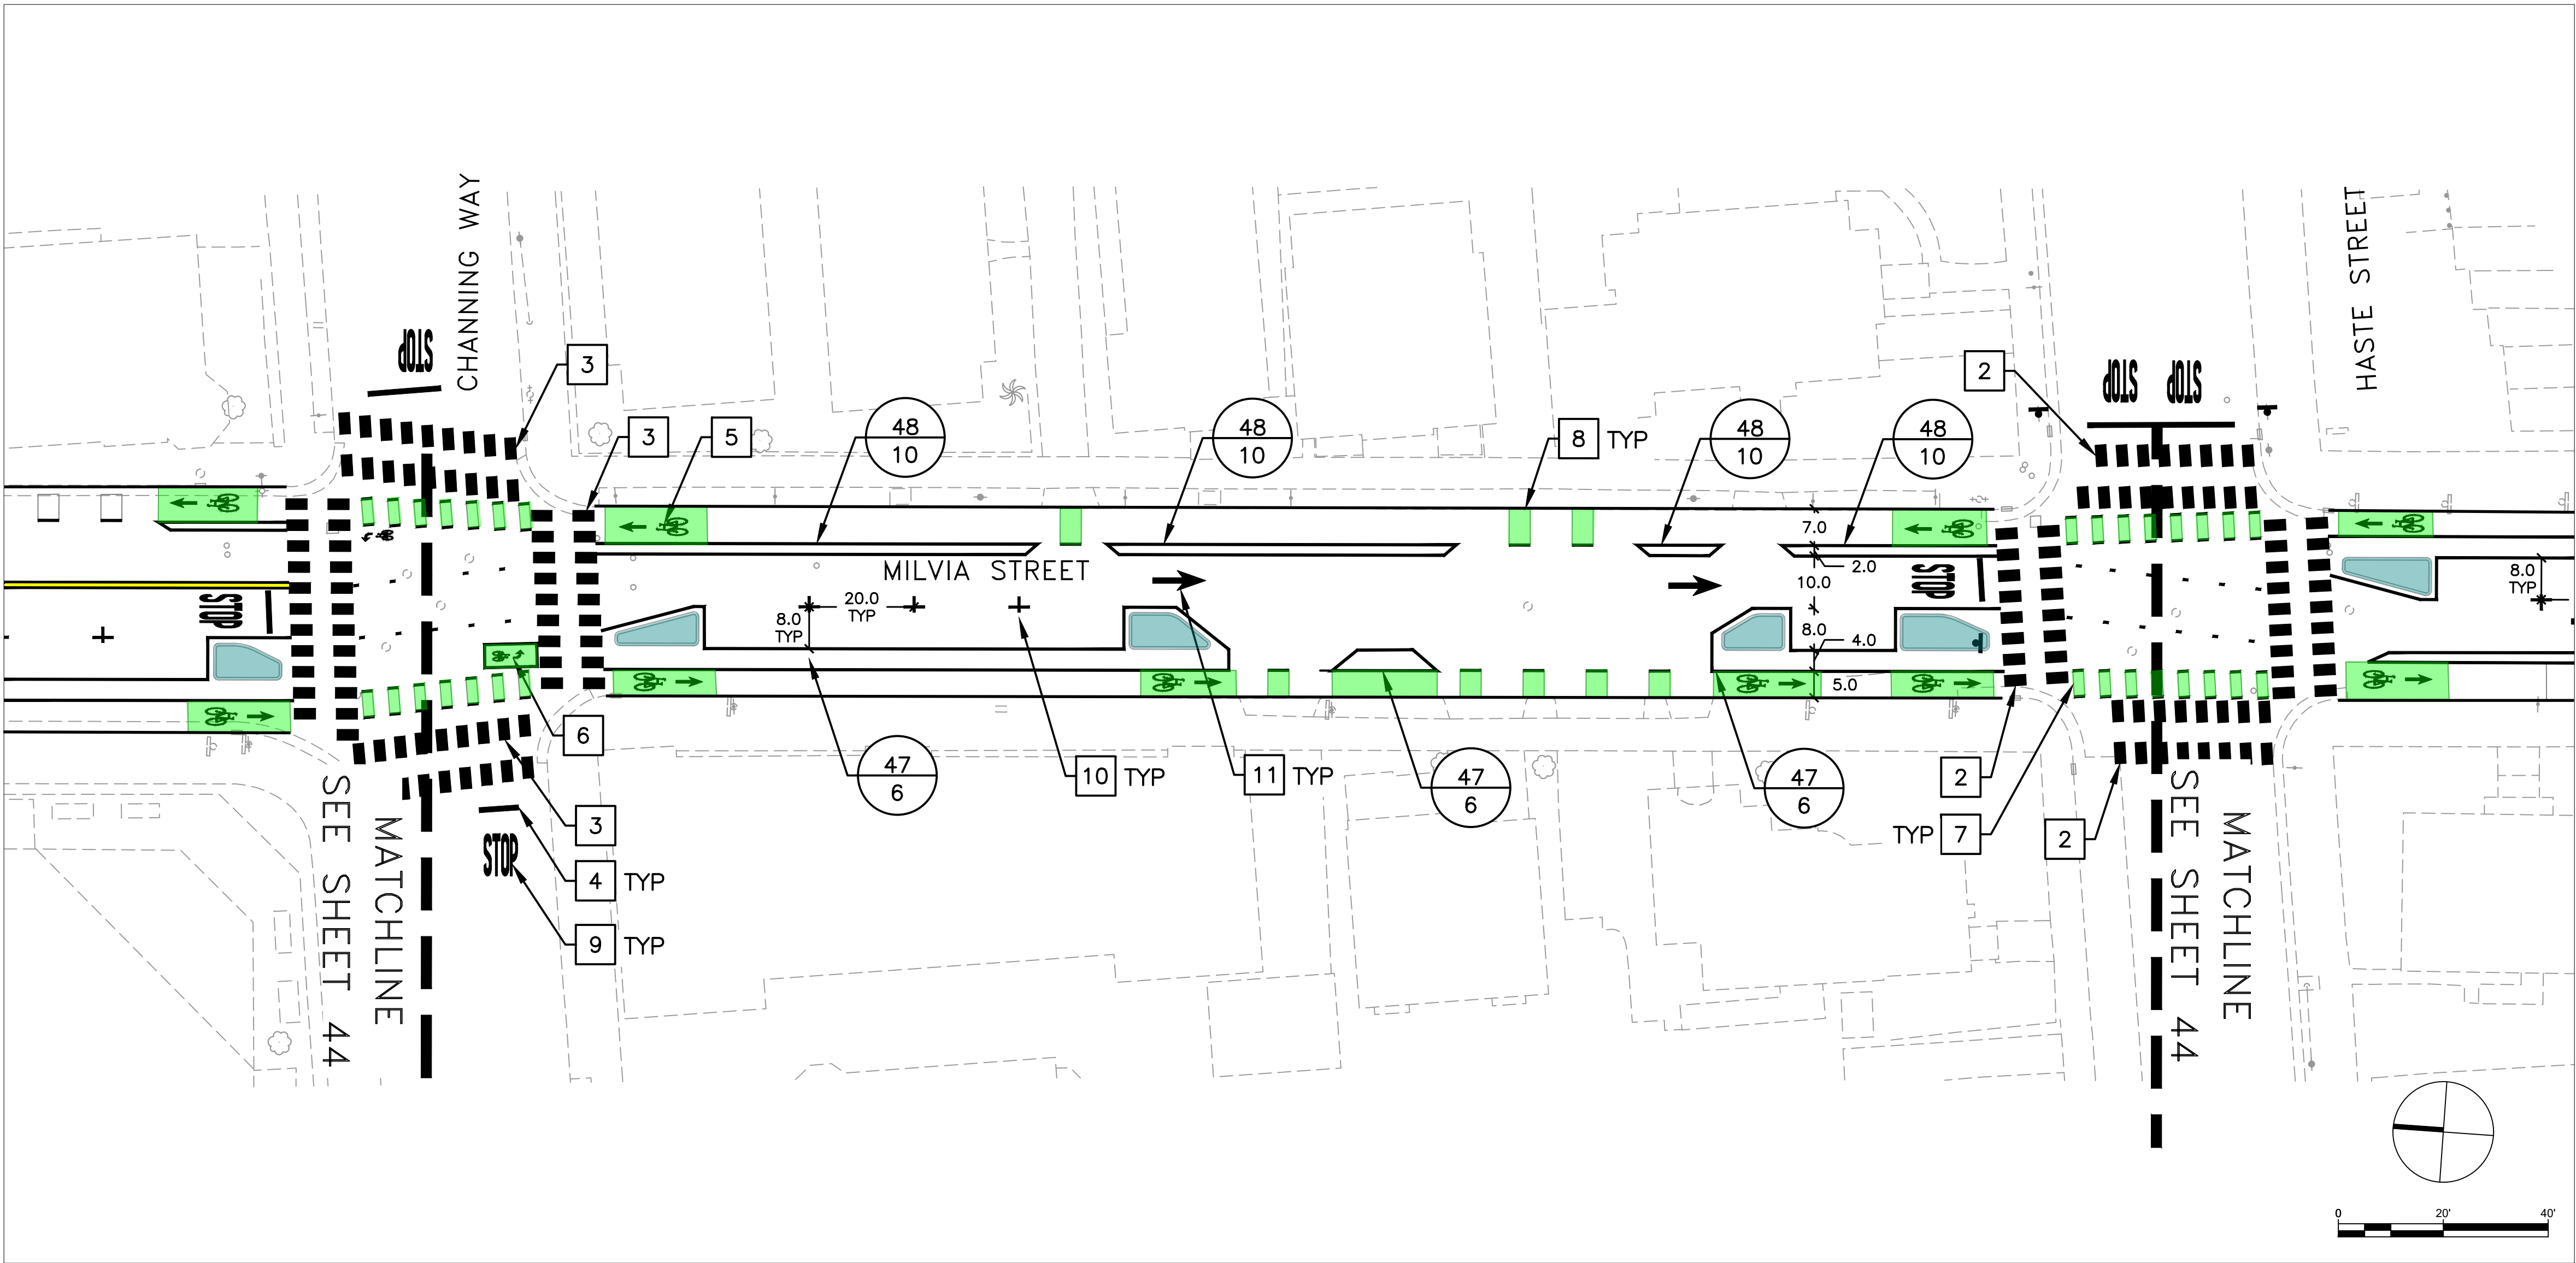 CHANNING WAY
HASTE STREET
STOP
STOP
STOP
3
2
3
5
48
10
48
10
8 TYP
48
10
48
10
7.0
MILVIA STREET
2.0
10.0
STOP
STOP
20.0
TYP
8.0
TYP
8.0
TYP
8.0
4.0
5.0
6
47
6
10 TYP
11 TYP
47
6
47
6
2
3
TYP 7
2
STOP
4 TYP
9 TYP
SEE SHEET 44
MATCHLINE
SEE SHEET 44
MATCHLINE
0 20' 40'